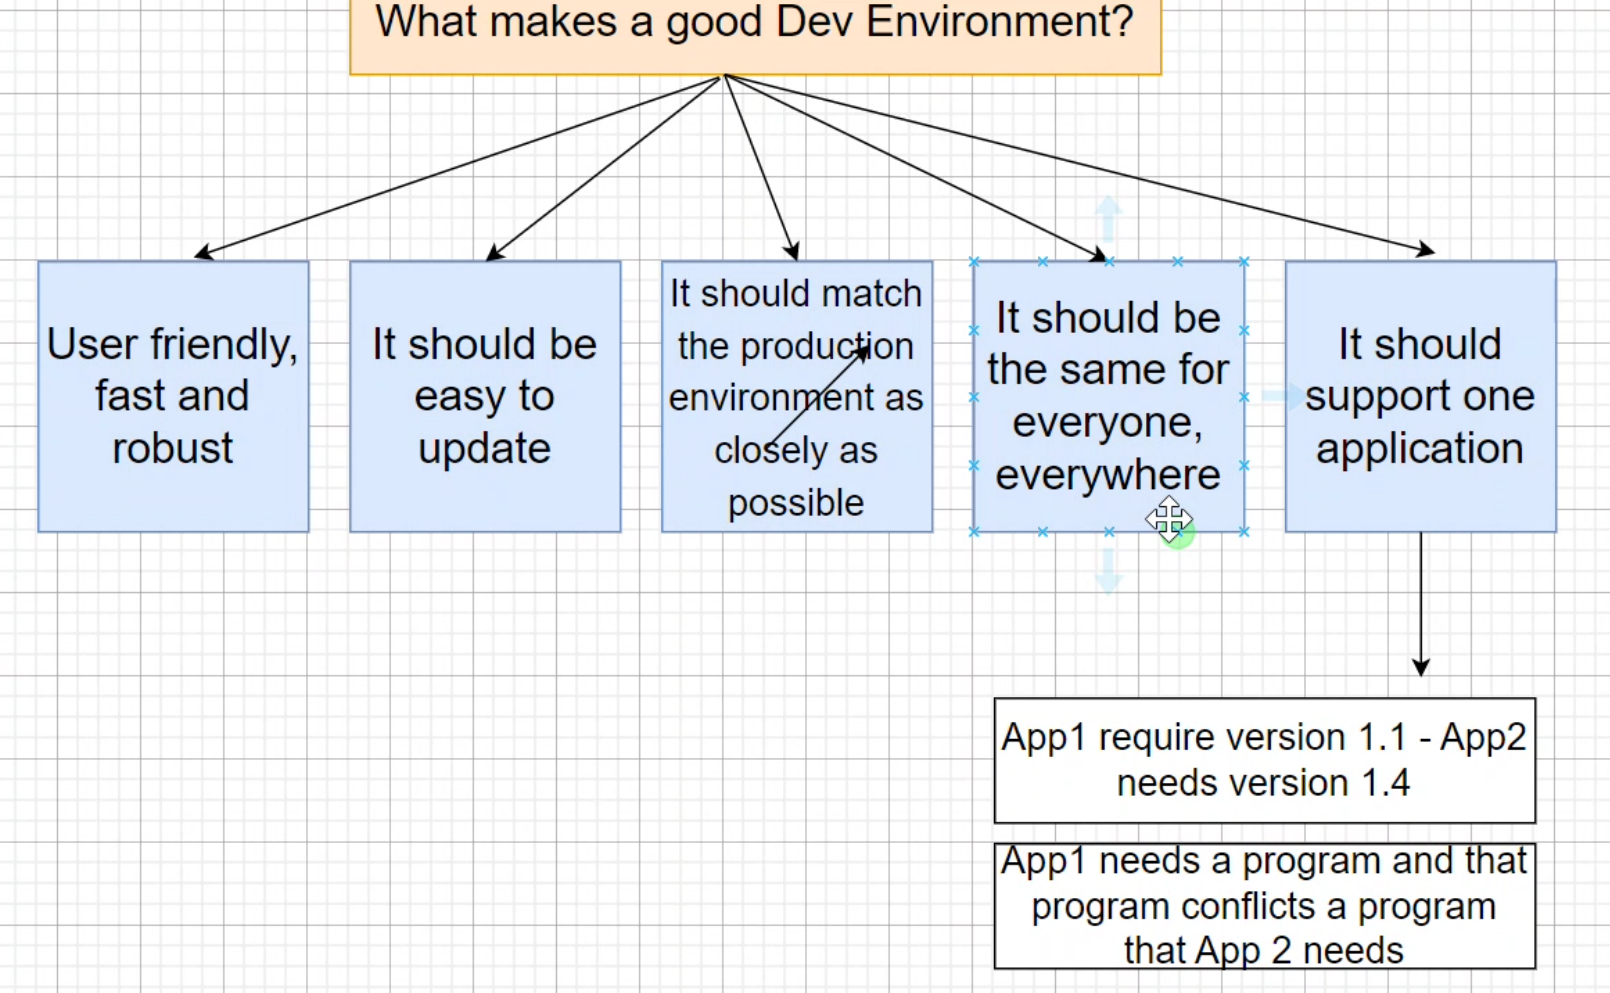 What makes a good Dev Environment?
User friendly,
fast and
robust
It should be
easy to
update
It should match
the production
environment as
closely as
possible
It should be
the same for
everyone,
everywhere
It should
support one
application
App1 require version 1.1 - App2
needs version 1.4
App1 needs a program and that
program conflicts a program
that App 2 needs